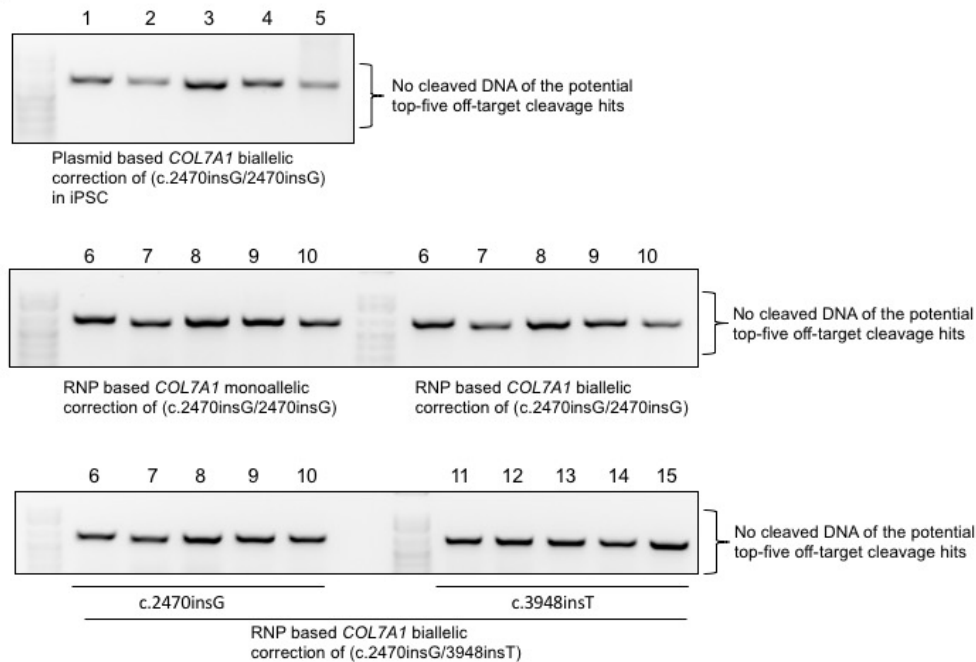 1 2 3 4 5
No cleaved DNA of the potential
top-five off-target cleavage hits
Plasmid based COL7A1 biallelic
correction of (c.2470insG/2470insG)
in iPSC
6 7 8 9 10 6 7 8 9 10
No cleaved DNA of the potential
top-five off-target cleavage hits
RNP based COL7A1 monoallelic
correction of (c.2470insG/2470insG)
RNP based COL7A1 biallelic
correction of (c.2470insG/2470insG)
6 7 8 9 10 11 12 13 14 15
No cleaved DNA of the potential
top-five off-target cleavage hits
c.2470insG c.3948insT
RNP based COL7A1 biallelic
correction of (c.2470insG/3948insT)